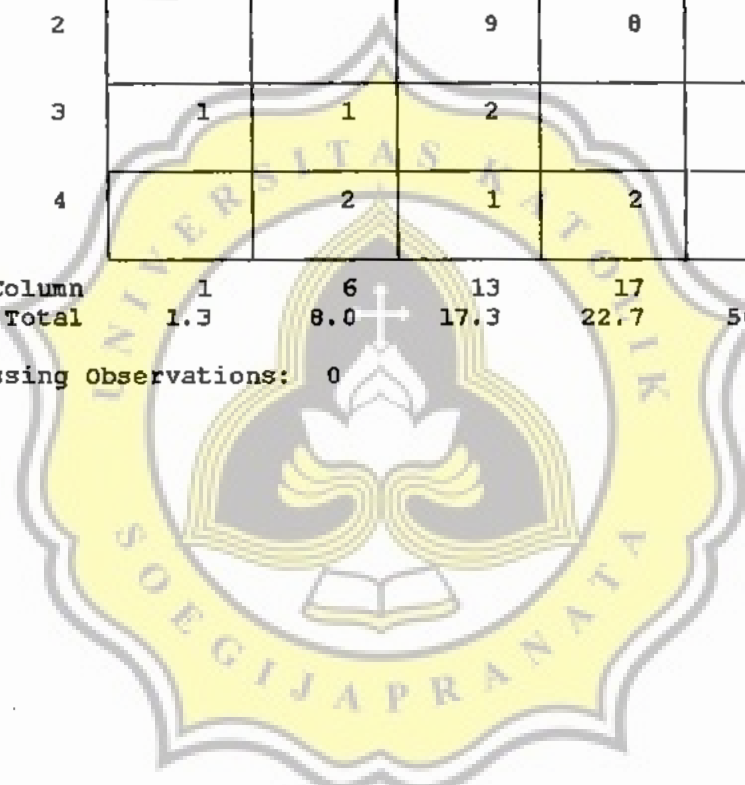 2 9 8
3 1 1 2
4 2 1 2
Column 1 6 13 17
Total 1.3 8.0 17.3 22.7
Observations: 0
UNIVERSITAS KATOLIK
SOEGIJAPRANATA